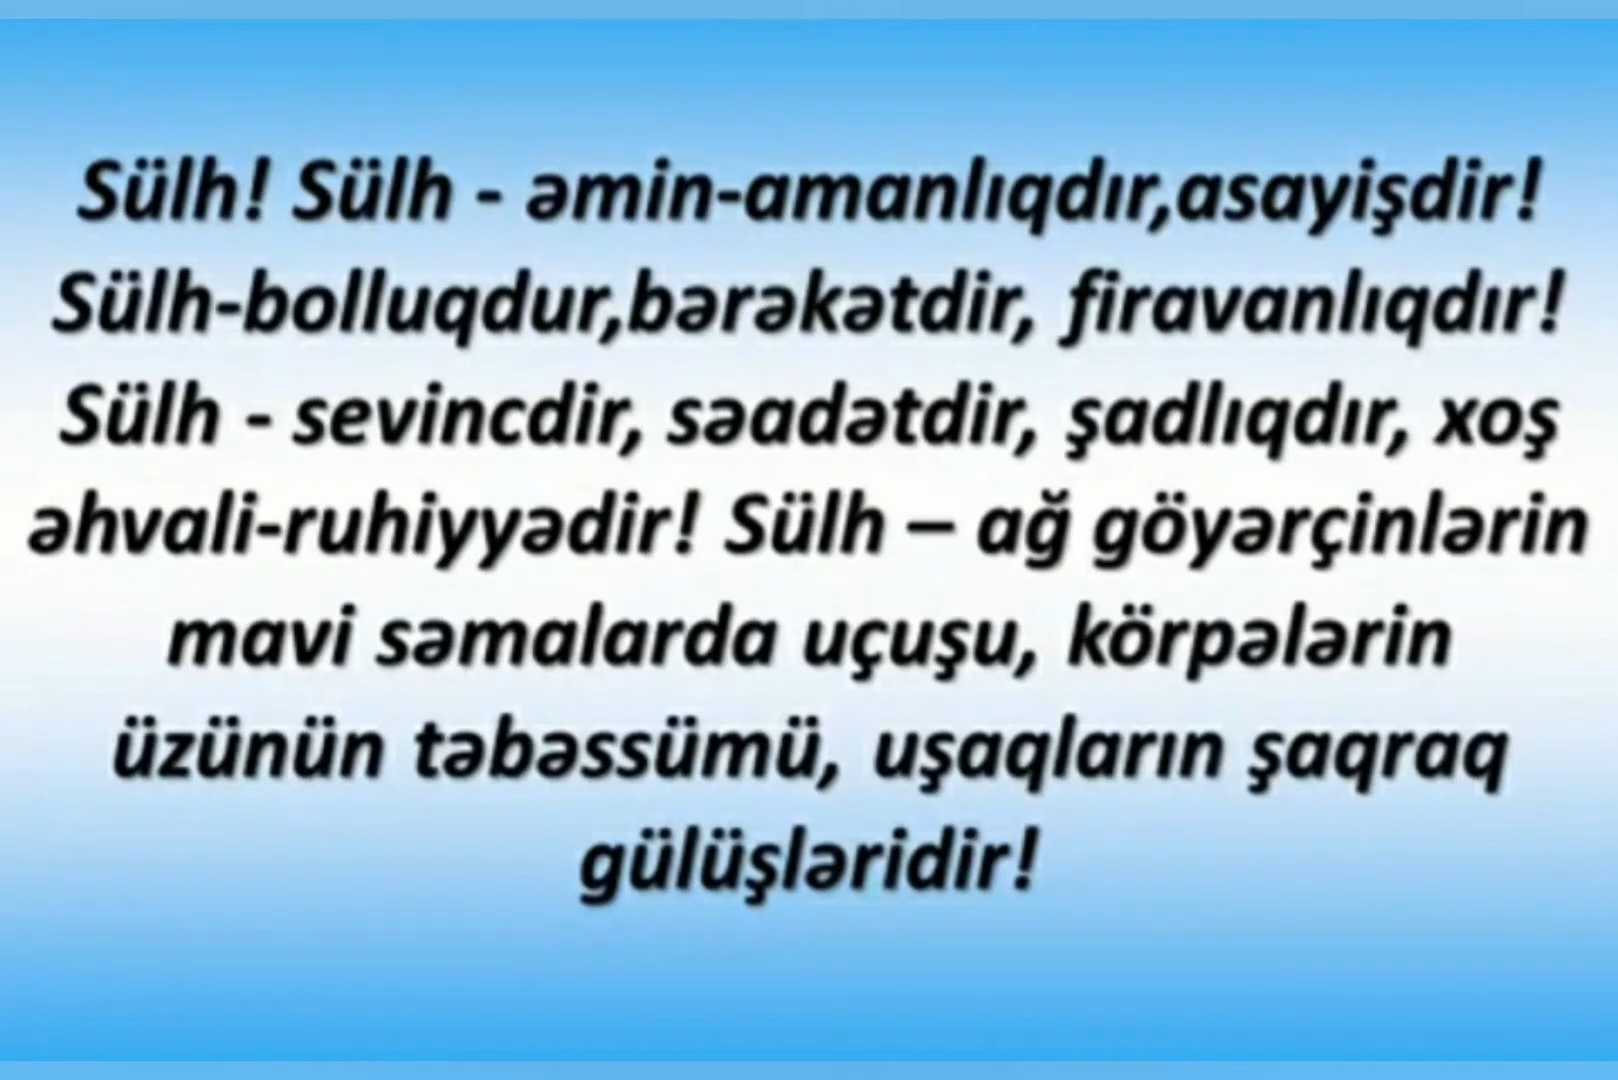 Sülh! Sülh - əmin-amanlıqdır,asayişdir!
Sülh-bolluqdur,bərəkətdir, firavanlıqdır!
Sülh - sevincdir, səadətdir, şadlıqdır, xoş
əhvali-ruhiyyədir! Sülh – ağ göyərçinlərin
mavi səmalarda uçuşu, körpələrin
üzünün təbəssümü, uşaqların şaqraq
gülüşləridir!